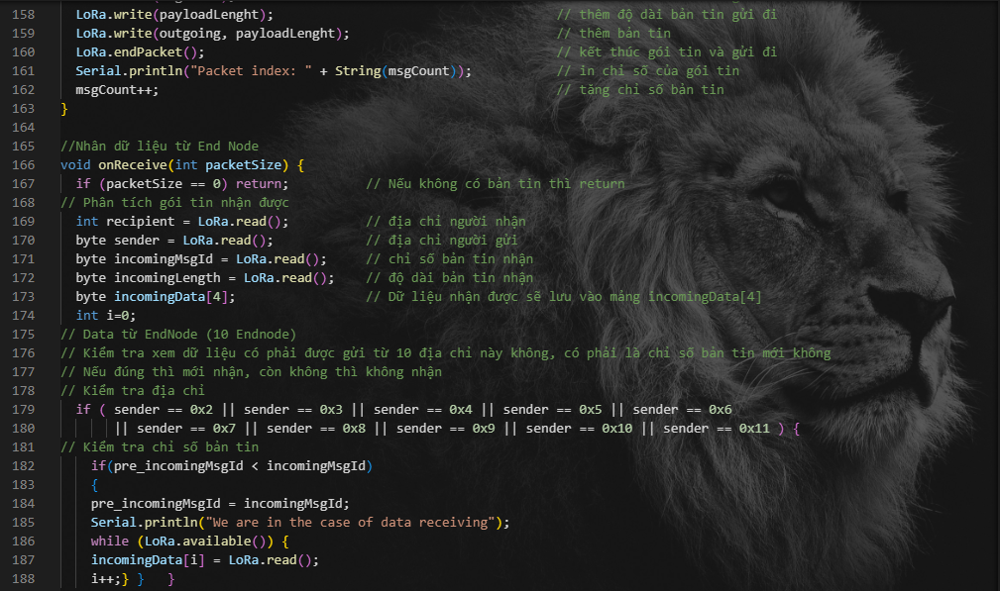 158 LoRa.write(payloadLenght); // thêm độ dài bản tin gửi đi
159 LoRa.write(outgoing, payloadLenght); // thêm bản tin
160 LoRa.endPacket(); // kết thúc gói tin và gửi đi
161 Serial.println("Packet index: " + String(msgCount)); // in chỉ số của gói tin
162 msgCount++; // tăng chỉ số bản tin
163 }
164
165 //Nhân dữ liệu từ End Node
166 void onReceive(int packetSize) {
167 if (packetSize == 0) return; // Nếu không có bản tin thì return
168 // Phân tích gói tin nhận được
169 int recipient = LoRa.read(); // địa chỉ người nhận
170 byte sender = LoRa.read(); // địa chỉ người gửi
171 byte incomingMsgId = LoRa.read(); // chỉ số bản tin nhận
172 byte incomingLength = LoRa.read(); // độ dài bản tin nhận
173 byte incomingData[4]; // Dữ liệu nhận được sẽ lưu vào mảng incomingData[4]
174 int i=0;
175 // Data từ EndNode (10 Endnode)
176 // Kiểm tra xem dữ liệu có phải được gửi từ 10 địa chỉ này không, có phải là chỉ số bản tin mới không
177 // Nếu đúng thì mới nhận, còn không thì không nhận
178 // Kiểm tra địa chỉ
179 if ( sender == 0x2 || sender == 0x3 || sender == 0x4 || sender == 0x5 || sender == 0x6
180 || sender == 0x7 || sender == 0x8 || sender == 0x9 || sender == 0x10 || sender == 0x11 ) {
181 // Kiểm tra chỉ số bản tin
182 if(pre_incomingMsgId < incomingMsgId)
183 {
184 pre_incomingMsgId = incomingMsgId;
185 Serial.println("We are in the case of data receiving");
186 while (LoRa.available()) {
187 incomingData[i] = LoRa.read();
188 i++;} } }